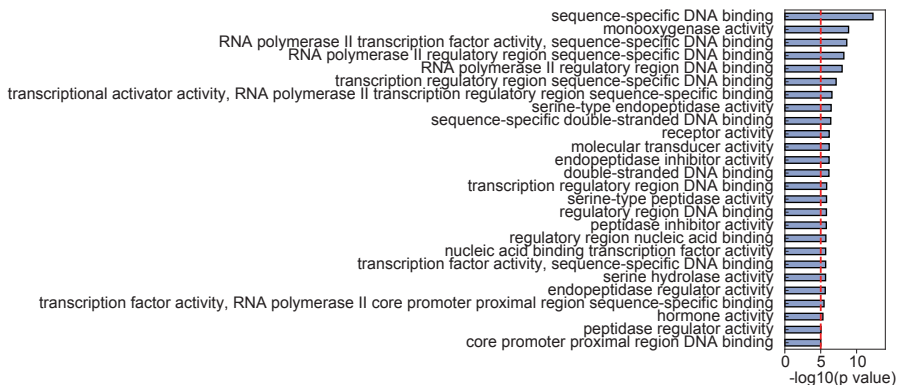 sequence-specific DNA binding
monooxygenase activity
RNA polymerase II transcription factor activity, sequence-specific DNA binding
RNA polymerase II regulatory region sequence-specific DNA binding
RNA polymerase II regulatory region DNA binding
transcription regulatory region sequence-specific DNA binding
transcriptional activator activity, RNA polymerase II transcription regulatory region sequence-specific binding
serine-type endopeptidase activity
sequence-specific double-stranded DNA binding
receptor activity
molecular transducer activity
endopeptidase inhibitor activity
double-stranded DNA binding
transcription regulatory region DNA binding
serine-type peptidase activity
regulatory region DNA binding
peptidase inhibitor activity
regulatory region nucleic acid binding
nucleic acid binding transcription factor activity
transcription factor activity, sequence-specific DNA binding
serine hydrolase activity
endopeptidase regulator activity
transcription factor activity, RNA polymerase II core promoter proximal region sequence-specific binding
hormone activity
peptidase regulator activity
core promoter proximal region DNA binding
0 5 10
-log10(p value)